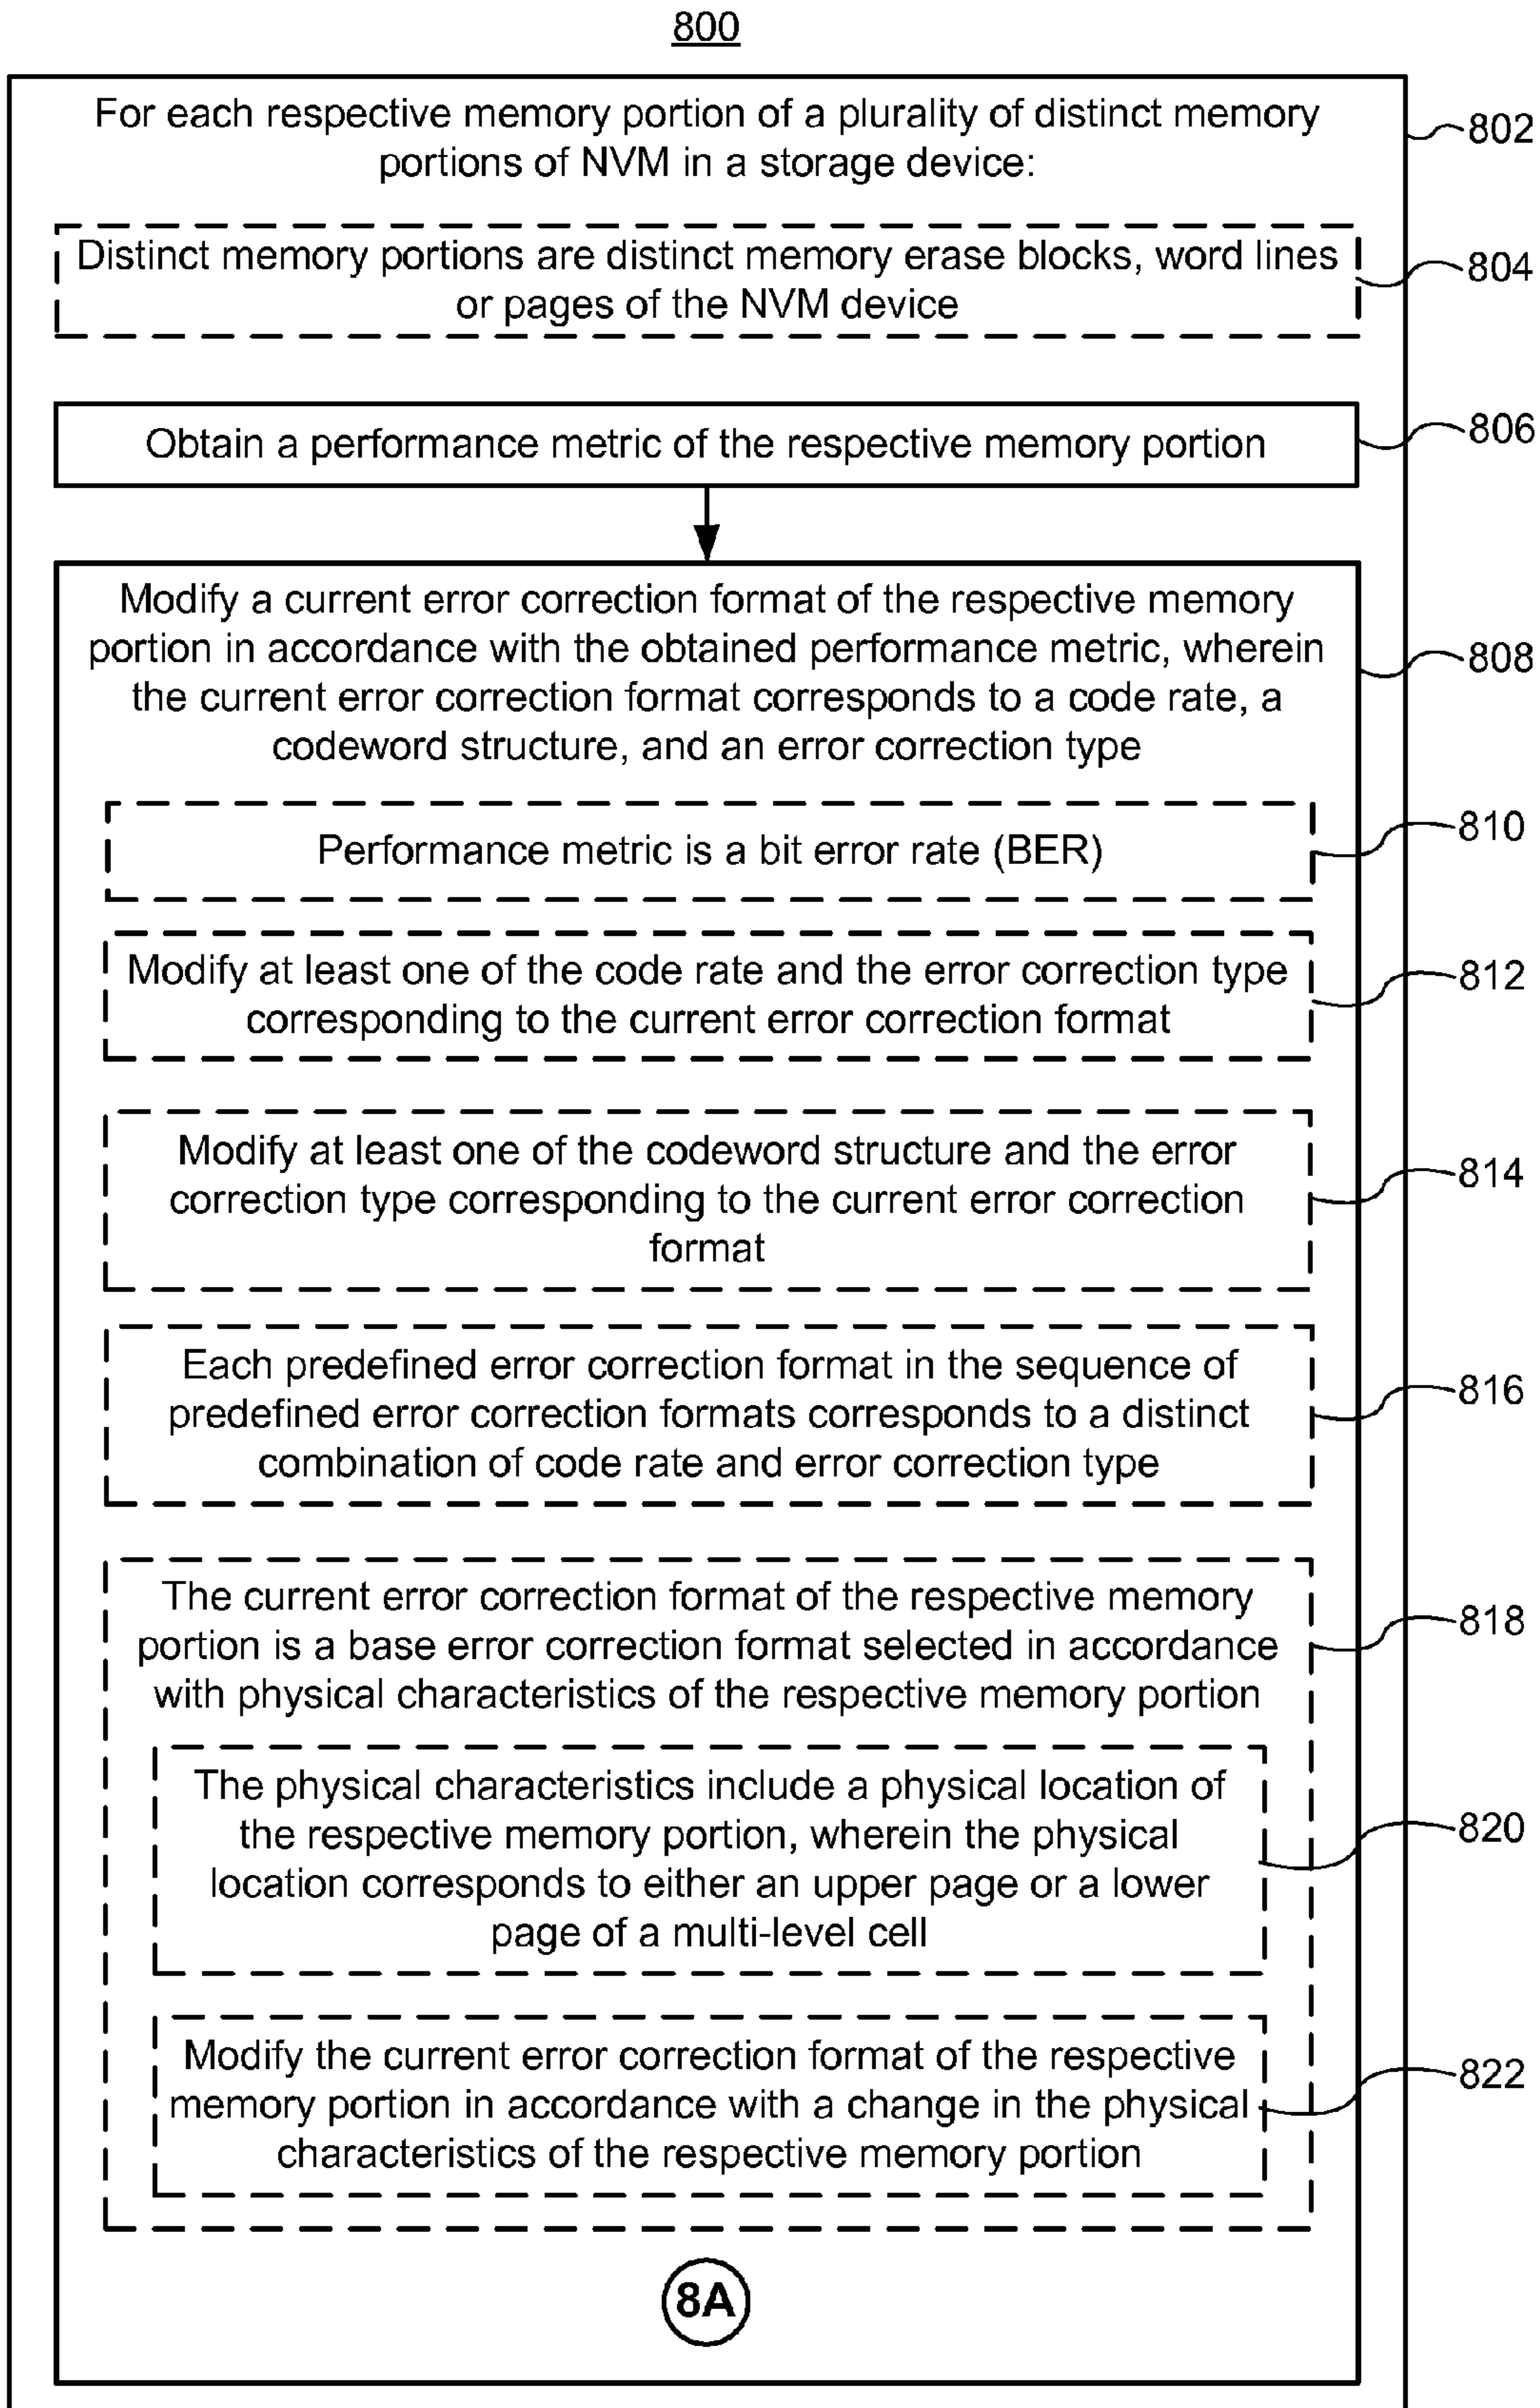 800
For each respective memory portion of a plurality of distinct memory
portions of NVM in a storage device:
802
Distinct memory portions are distinct memory erase blocks, word lines
or pages of the NVM device
804
Obtain a performance metric of the respective memory portion
806
Modify a current error correction format of the respective memory
portion in accordance with the obtained performance metric, wherein
the current error correction format corresponds to a code rate, a
codeword structure, and an error correction type
808
Performance metric is a bit error rate (BER)
810
Modify at least one of the code rate and the error correction type
corresponding to the current error correction format
812
Modify at least one of the codeword structure and the error
correction type corresponding to the current error correction
format
814
Each predefined error correction format in the sequence of
predefined error correction formats corresponds to a distinct
combination of code rate and error correction type
816
The current error correction format of the respective memory
portion is a base error correction format selected in accordance
with physical characteristics of the respective memory portion
818
The physical characteristics include a physical location of
the respective memory portion, wherein the physical
location corresponds to either an upper page or a lower
page of a multi-level cell
820
Modify the current error correction format of the respective
memory portion in accordance with a change in the physical
characteristics of the respective memory portion
822
8A